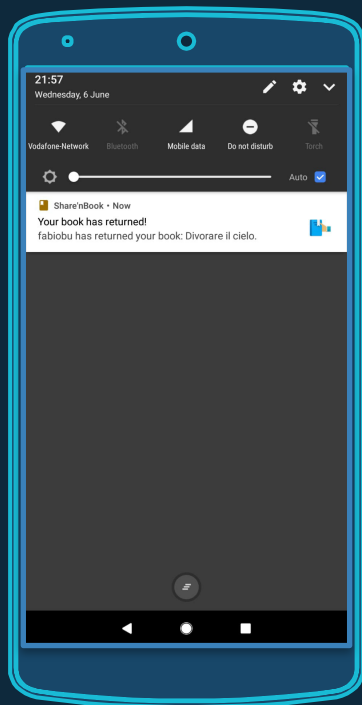 21:57
Wednesday, 6 June
Vodafone-Network
Bluetooth
Mobile data
Do not disturb
Torch
Auto
Share'nBook • Now
Your book has returned!
fabiobu has returned your book: Divorare il cielo.